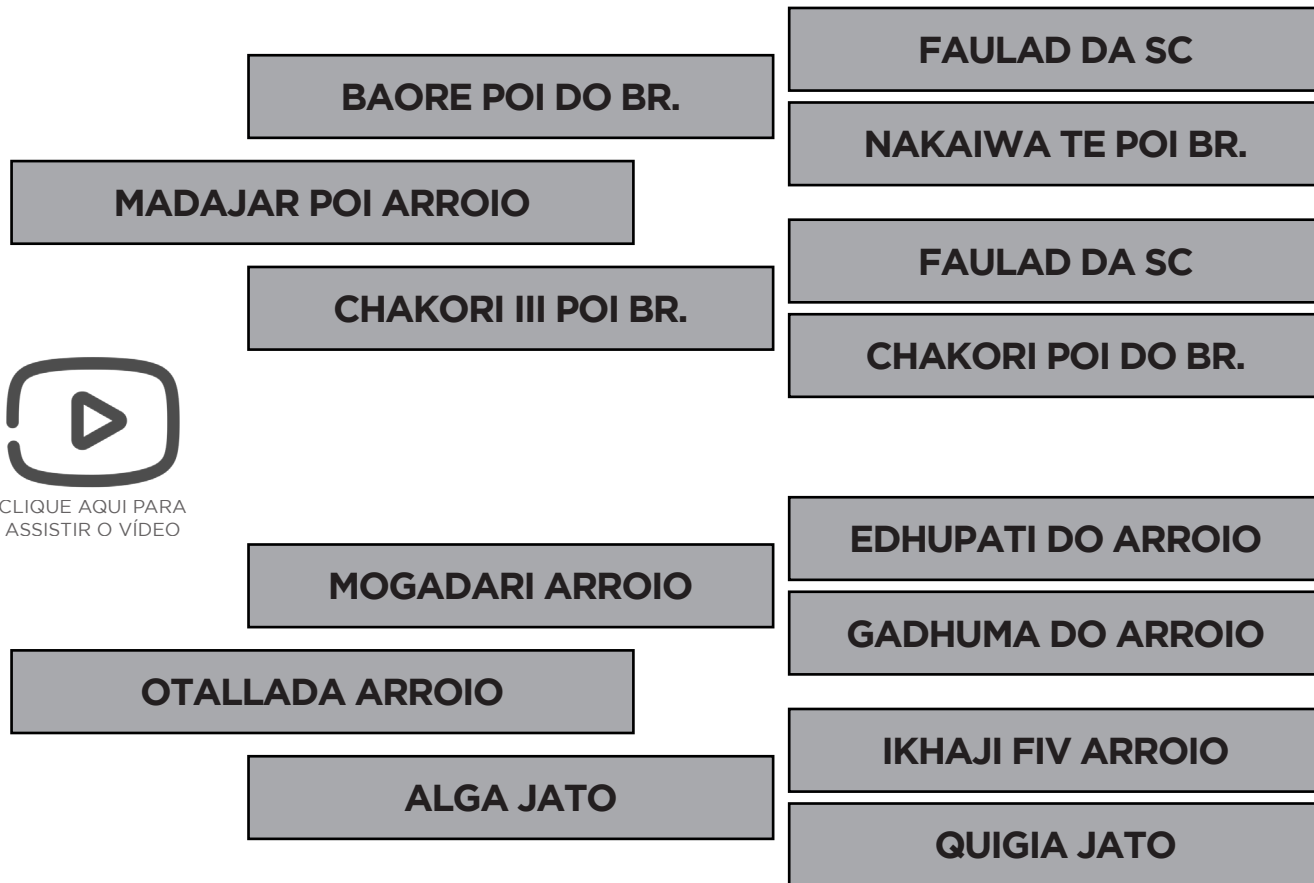 FAULAD DA SC
BAORE POI DO BR.
NAKAIWA TE POI BR.
MADAJAR POI ARROIO
FAULAD DA SC
CHAKORI III POI BR.
CHAKORI POI DO BR.
CLIQUE AQUI PARA
ASSISTIR O VÍDEO
EDHUPATI DO ARROIO
MOGADARI ARROIO
GADHUMA DO ARROIO
OTALLADA ARROIO
IKHAJI FIV ARROIO
ALGA JATO
QUIGIA JATO